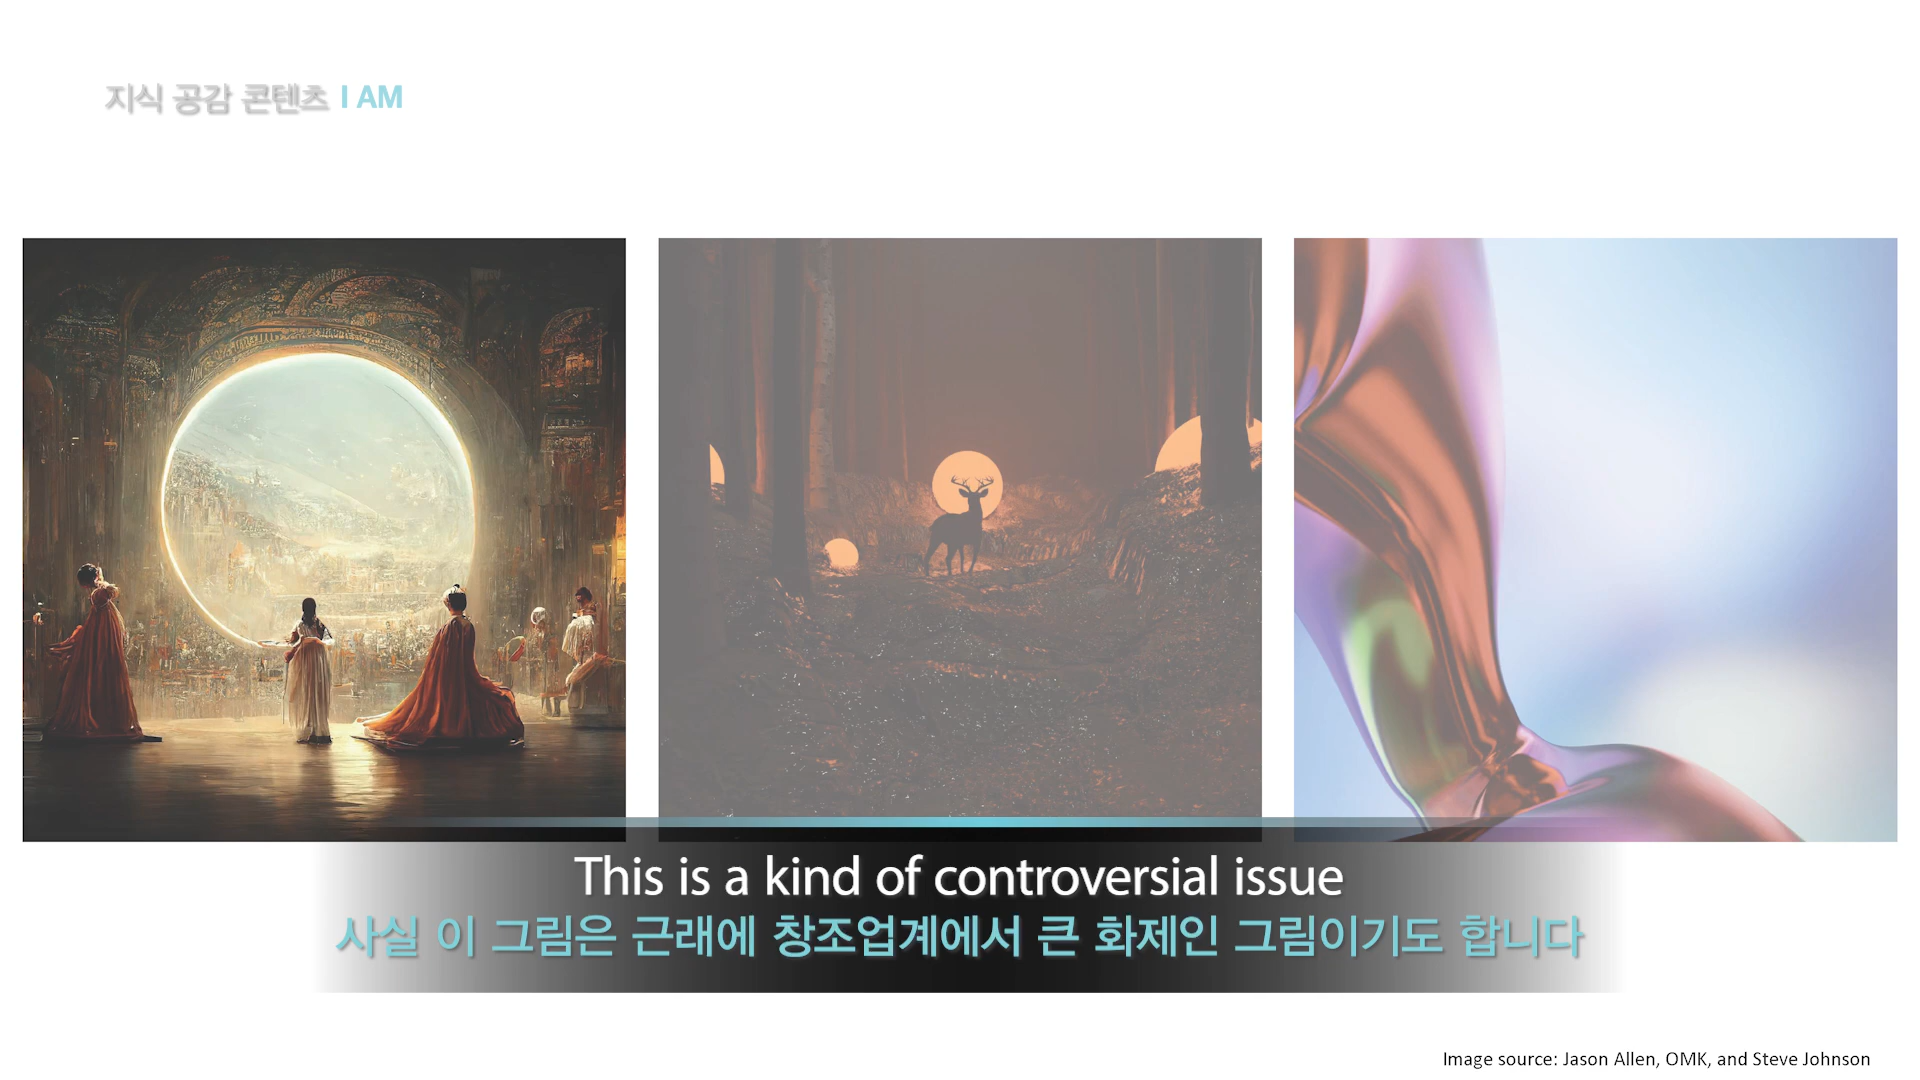 지식 공감 콘텐츠 I AM
This is a kind of controversial issue
사실 이 그림은 근래에 창조업계에서 큰 화제인 그림이기도 합니다
Image source: Jason Allen, OMK, and Steve Johnson